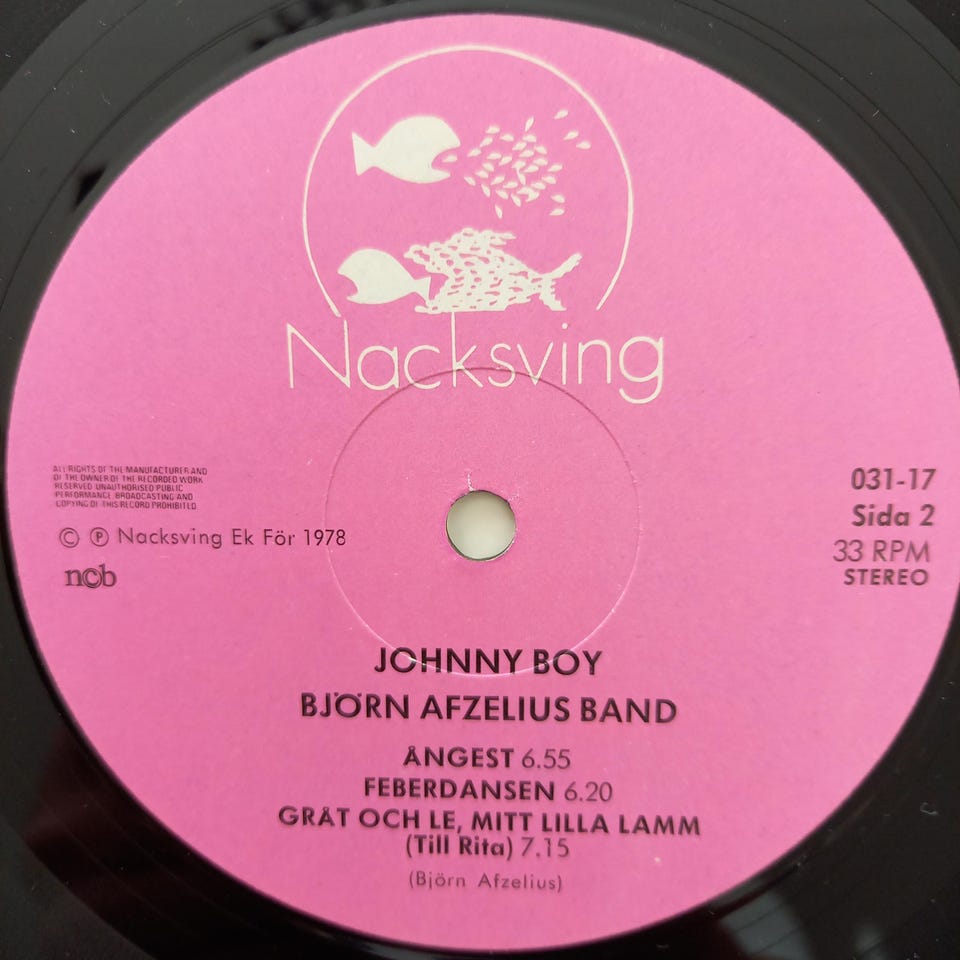 Nacksving
ALL RIGHTS OF THE MANUFACTURER AND
OF THE OWNER OF THE RECORDED WORK
RESERVED UNAUTHORISED PUBLIC
PERFORMANCE BROADCASTING AND
COPYING OF THIS RECORD PROHIBITED
© ℗ Nacksving Ek För 1978
ncb
031-17
Sida 2
33 RPM
STEREO
JOHNNY BOY
BJÖRN AFZELIUS BAND
ÅNGEST 6.55
FEBERDANSEN 6.20
GRÅT OCH LE, MITT LILLA LAMM
(Till Rita) 7.15
(Björn Afzelius)